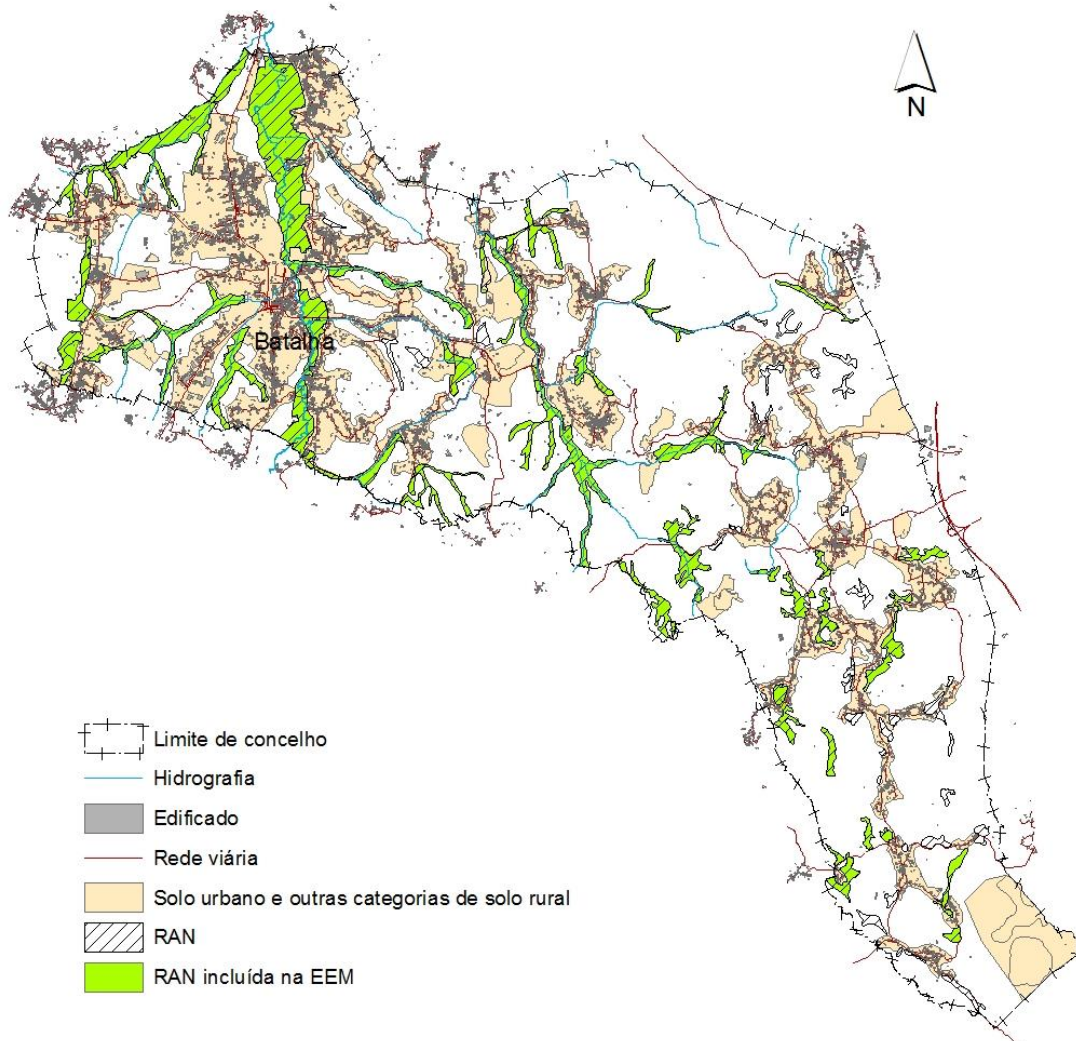 N
Batalha
Limite de concelho
Hidrografia
Edificado
Rede viária
Solo urbano e outras categorias de solo rural
RAN
RAN incluída na EEM